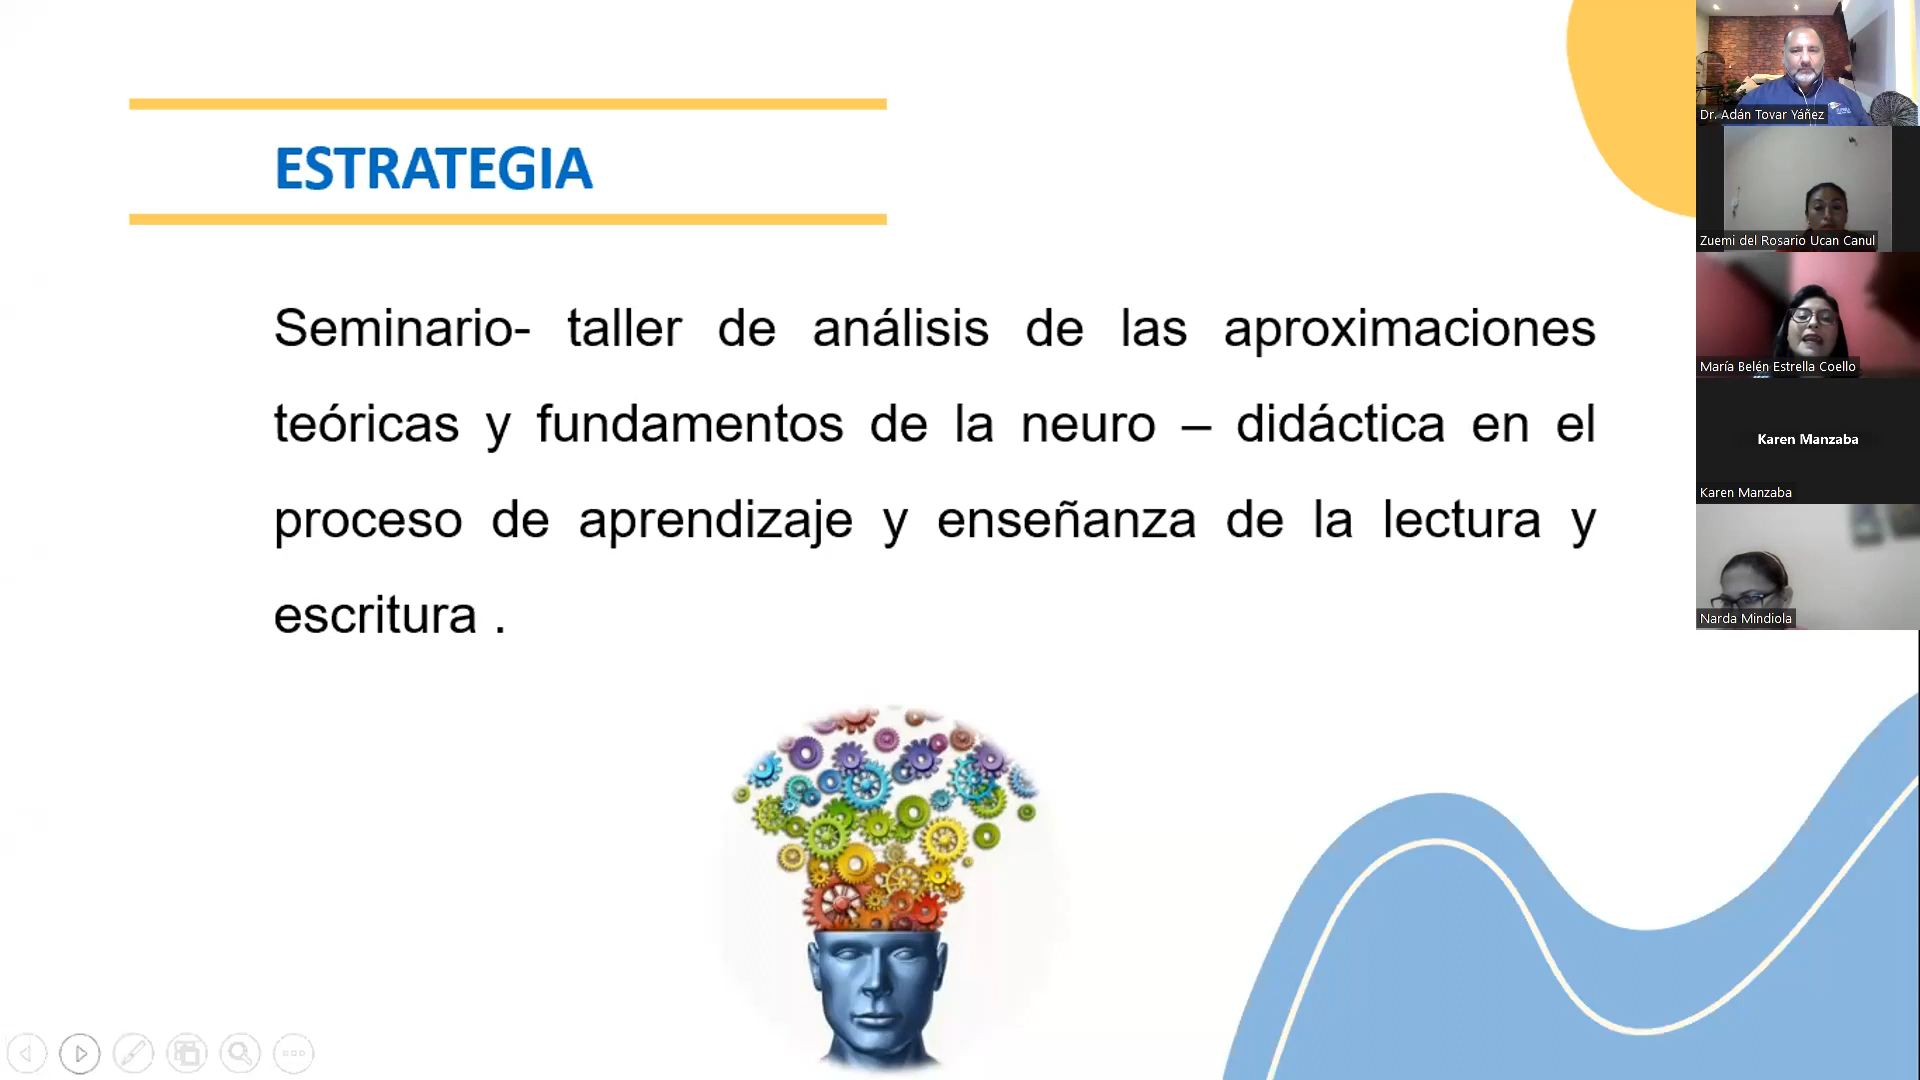 ESTRATEGIA
Seminario- taller de análisis de las aproximaciones
teóricas y fundamentos de la neuro – didáctica en el
proceso de aprendizaje y enseñanza de la lectura y
escritura .
Dr. Adán Tovar Yáñez
Zuemi del Rosario Ucan Canul
María Belén Estrella Coello
Karen Manzaba
Karen Manzaba
Narda Mindiola